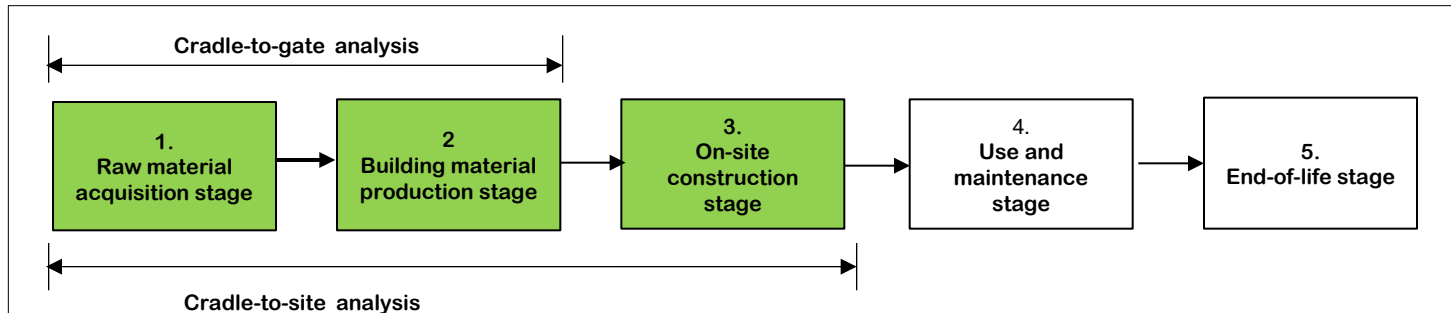 Cradle-to-gate analysis
1.
Raw material
acquisition stage
2
Building material
production stage
3.
On-site
construction
stage
4.
Use and
maintenance
stage
5.
End-of-life stage
Cradle-to-site analysis